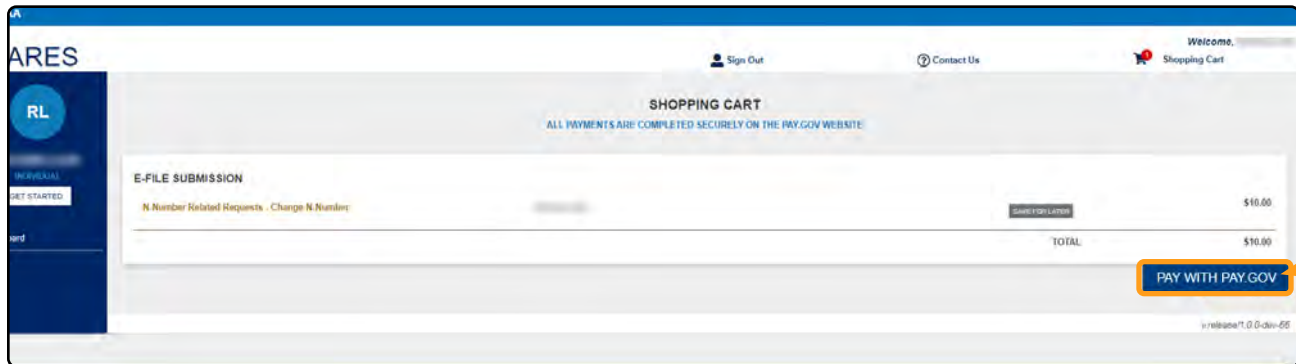 ARES
Sign Out
Contact Us
Welcome,
Shopping Cart
RL
INDIVIDUAL
GET STARTED
SHOPPING CART
ALL PAYMENTS ARE COMPLETED SECURELY ON THE PAY.GOV WEBSITE
E-FILE SUBMISSION
N-Number Related Requests - Change N-Number
SAVE FOR LATER
$10.00
TOTAL
$10.00
PAY WITH PAY.GOV